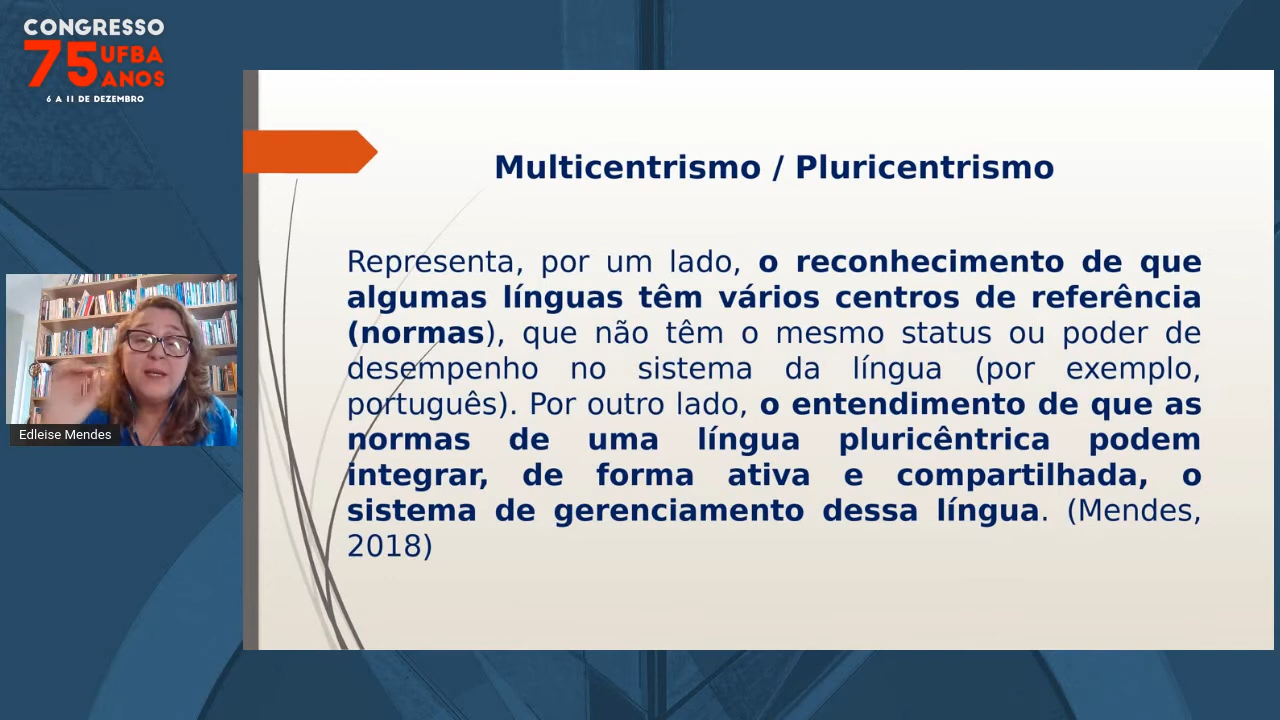 CONGRESSO
75 UFBA
ANOS
6 A 11 DE DEZEMBRO
Multicentrismo / Pluricentrismo
Representa, por um lado, o reconhecimento de que
algumas línguas têm vários centros de referência
(normas), que não têm o mesmo status ou poder de
desempenho no sistema da língua (por exemplo,
português). Por outro lado, o entendimento de que as
normas de uma língua pluricêntrica podem
integrar, de forma ativa e compartilhada, o
sistema de gerenciamento dessa língua. (Mendes,
2018)
Edleise Mendes